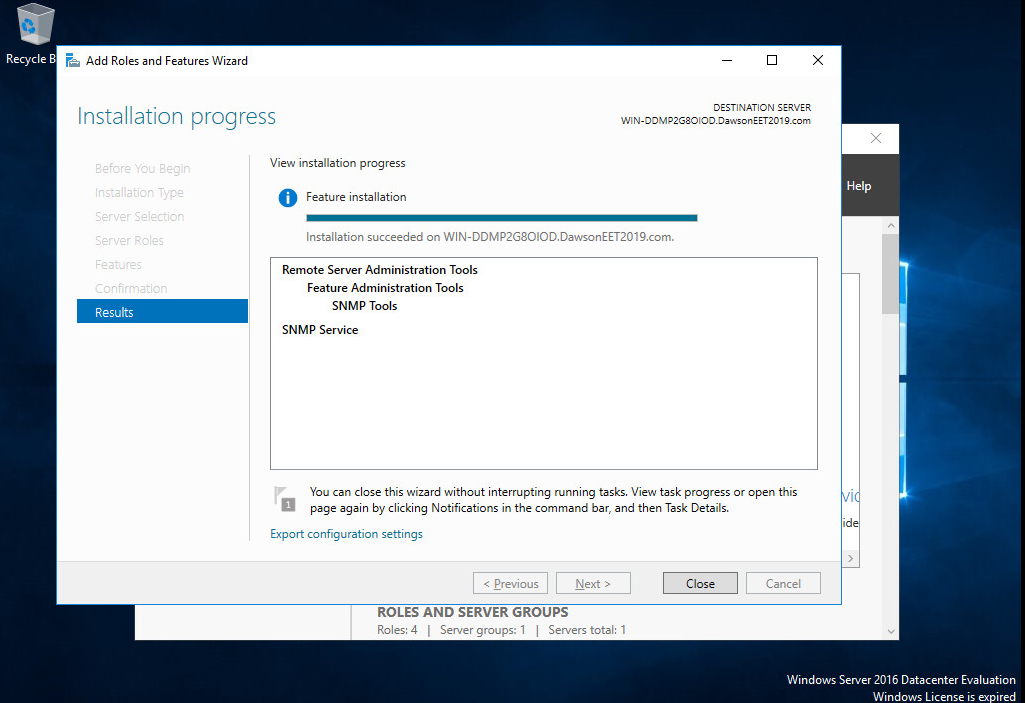 Recycle B
Add Roles and Features Wizard
Installation progress
DESTINATION SERVER
WIN-DDMP2G8OIOD.DawsonEET2019.com
Before You Begin
Installation Type
Server Selection
Server Roles
Features
Confirmation
Results
View installation progress
Feature installation
Installation succeeded on WIN-DDMP2G8OIOD.DawsonEET2019.com.
Remote Server Administration Tools
Feature Administration Tools
SNMP Tools
SNMP Service
1
You can close this wizard without interrupting running tasks. View task progress or open this
page again by clicking Notifications in the command bar, and then Task Details.
Export configuration settings
< Previous
Next >
Close
Cancel
Help
ide
ROLES AND SERVER GROUPS
Roles: 4 | Server groups: 1 | Servers total: 1
Windows Server 2016 Datacenter Evaluation
Windows License is expired